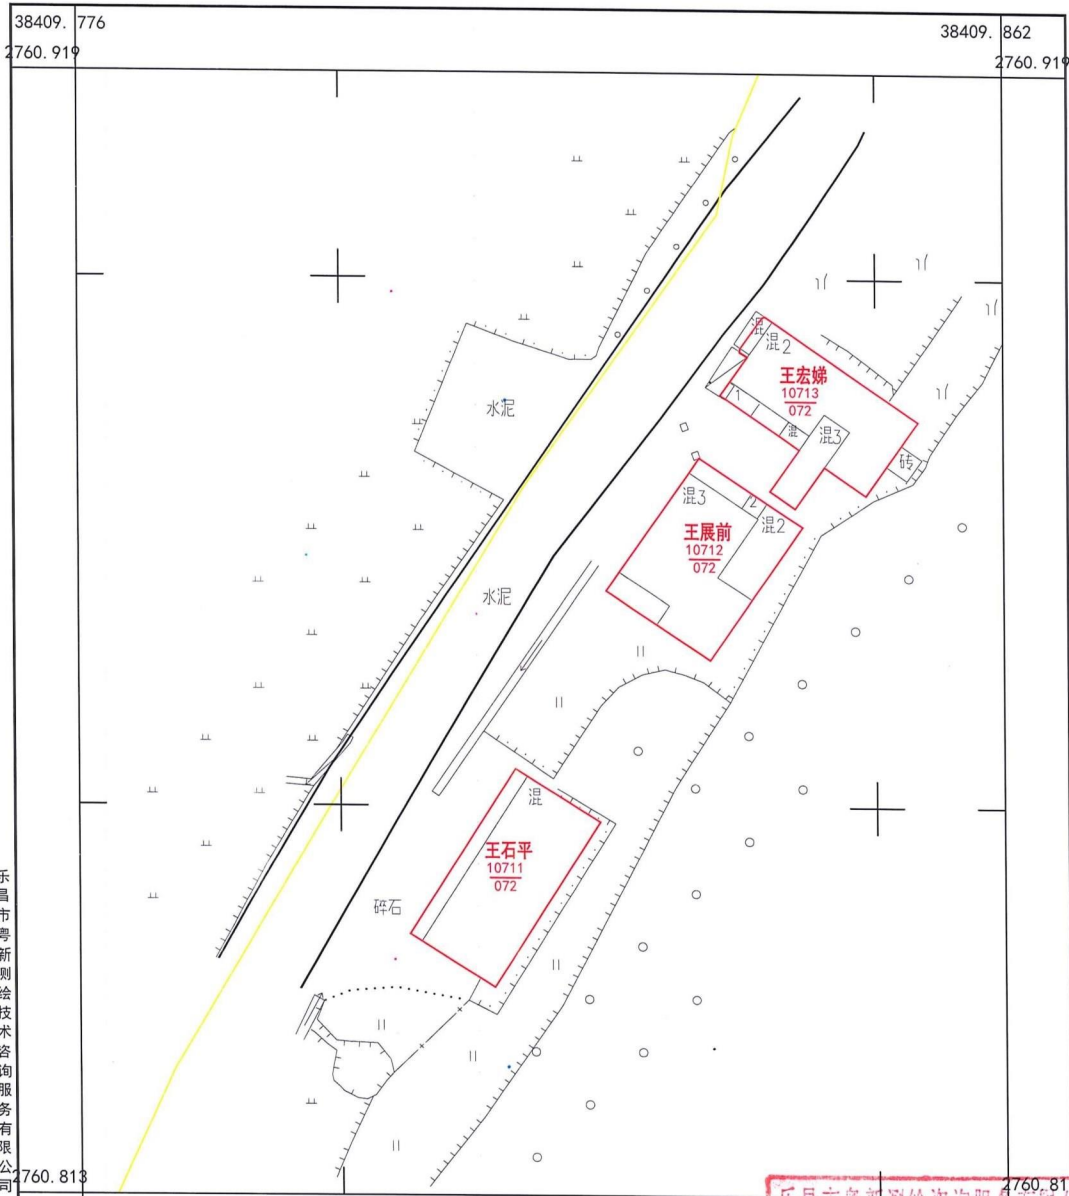 38409. 776
38409. 862
2760. 919
2760. 919
混
混2
王宏娣
10713
072
1
混
混3
砖
水泥
混3
2
混2
王展前
10712
072
水泥
混
王石平
10711
072
碎石
乐昌市粤新测绘技术咨询服务有限公司
2760. 813
2760. 81